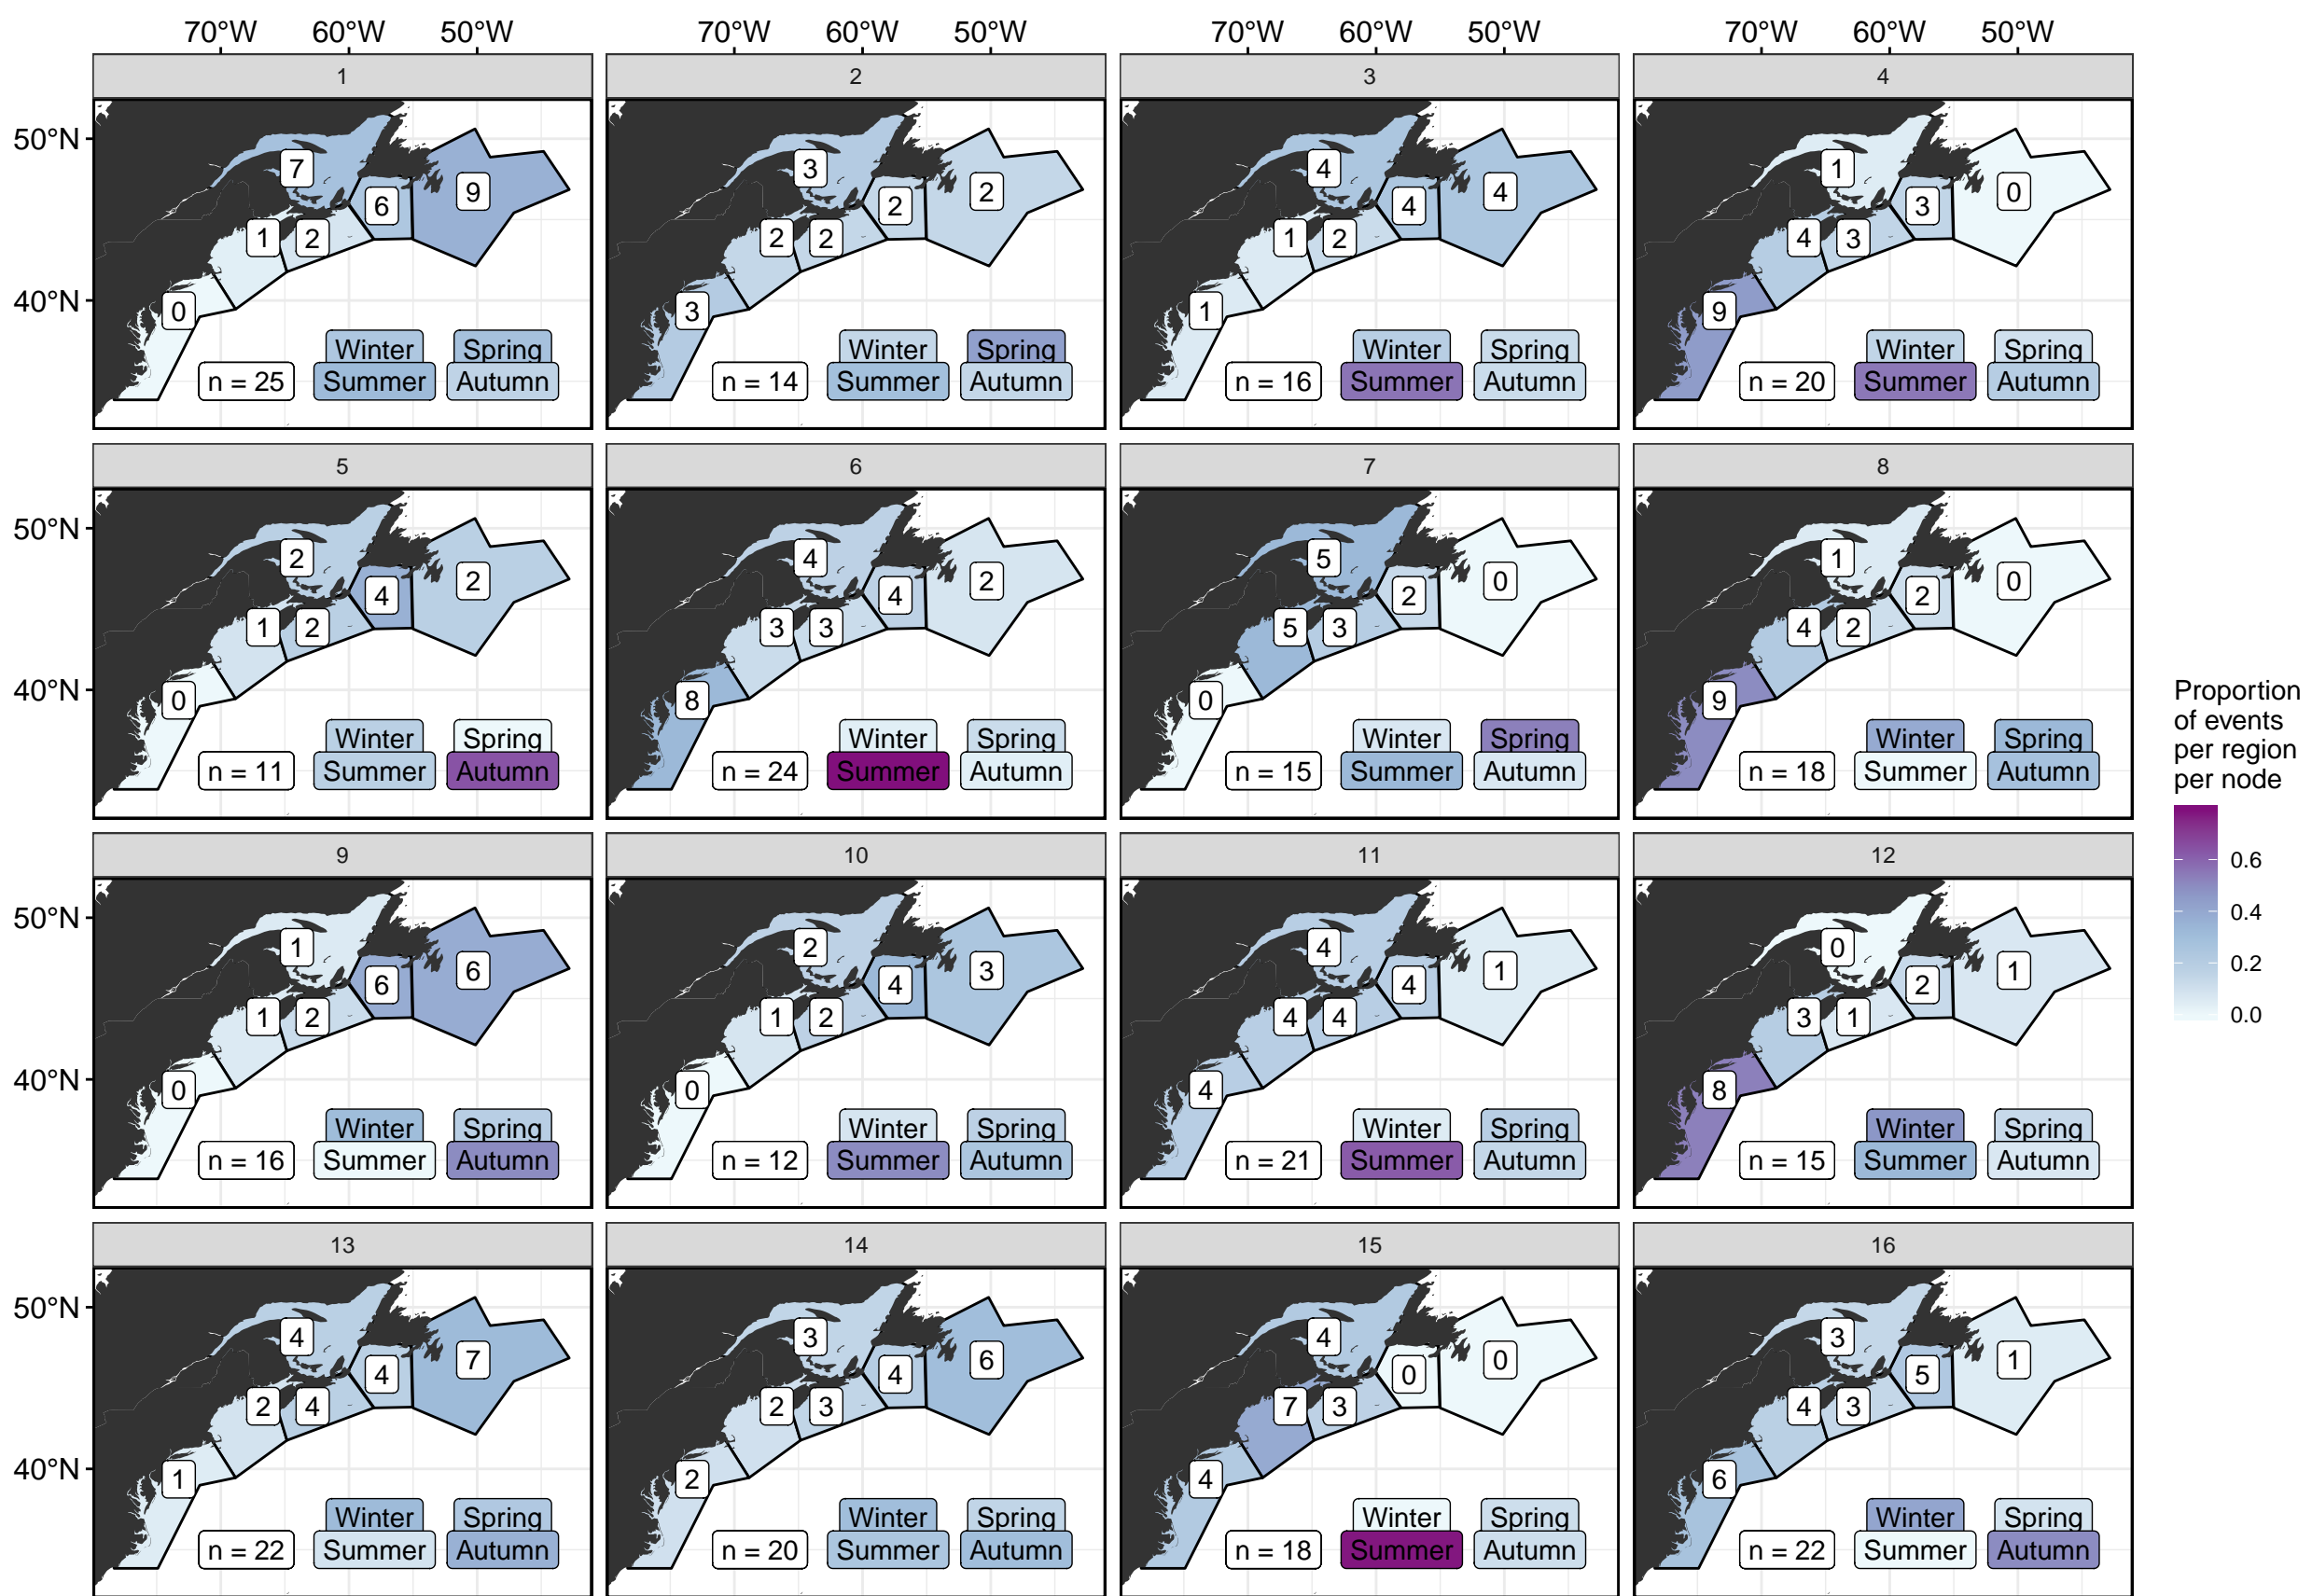 70°W 60°W 50°W 70°W 60°W 50°W 70°W 60°W 50°W 70°W 60°W 50°W
1
50°N
40°N
7
6
9
1
2
0
Winter Spring
n = 25 Summer Autumn
2
3
2
2
2
2
3
Winter Spring
n = 14 Summer Autumn
3
4
4
4
1
2
1
Winter Spring
n = 16 Summer Autumn
4
1
3
0
4
3
9
Winter Spring
n = 20 Summer Autumn
5
50°N
40°N
2
4
2
1
2
0
Winter Spring
n = 11 Summer Autumn
6
4
4
2
3
3
8
Winter Spring
n = 24 Summer Autumn
7
5
2
0
5
3
0
Winter Spring
n = 15 Summer Autumn
8
1
2
0
4
2
9
Winter Spring
n = 18 Summer Autumn
9
50°N
40°N
1
6
6
1
2
0
Winter Spring
n = 16 Summer Autumn
10
2
4
3
1
2
0
Winter Spring
n = 12 Summer Autumn
11
4
4
1
4
4
4
Winter Spring
n = 21 Summer Autumn
12
0
2
1
3
1
8
Winter Spring
n = 15 Summer Autumn
13
50°N
40°N
4
4
7
2
4
1
Winter Spring
n = 22 Summer Autumn
14
3
4
6
2
3
2
Winter Spring
n = 20 Summer Autumn
15
4
0
0
7
3
4
Winter Spring
n = 18 Summer Autumn
16
3
5
1
4
3
6
Winter Spring
n = 22 Summer Autumn
Proportion
of events
per region
per node
0.6
0.4
0.2
0.0